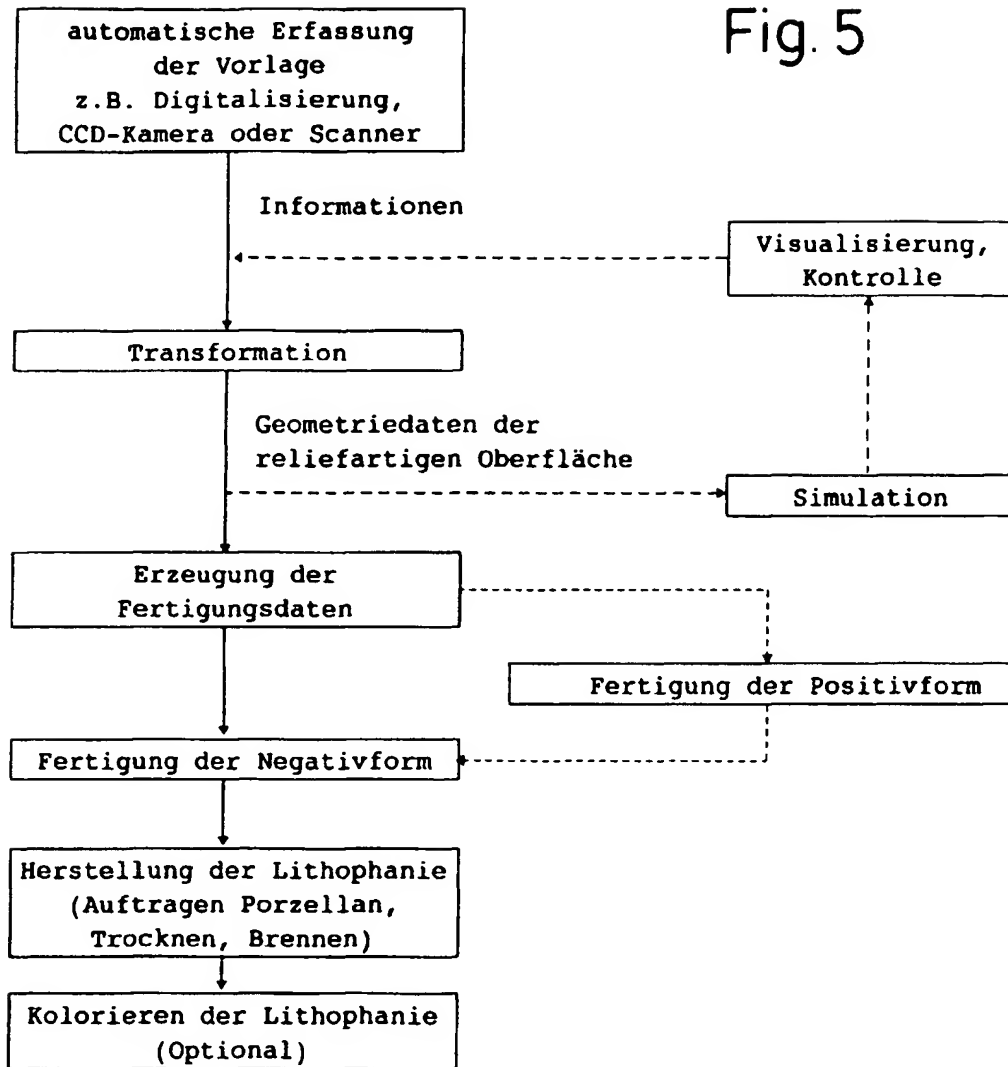 Fig. 5
automatische Erfassung
der Vorlage
z.B. Digitalisierung,
CCD-Kamera oder Scanner
Informationen
Visualisierung,
Kontrolle
Transformation
Geometriedaten der
reliefartigen Oberfläche
Simulation
Erzeugung der
Fertigungsdaten
Fertigung der Positivform
Fertigung der Negativform
Herstellung der Lithophanie
(Auftragen Porzellan,
Trocknen, Brennen)
Kolorieren der Lithophanie
(Optional)